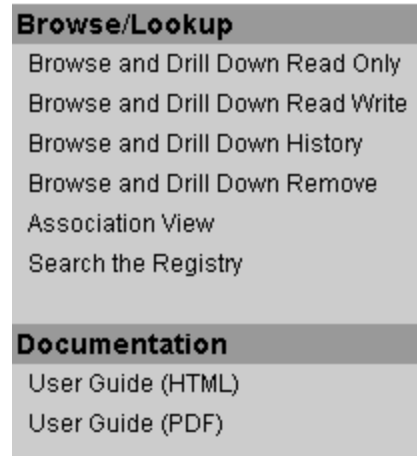 Browse/Lookup
Browse and Drill Down Read Only
Browse and Drill Down Read Write
Browse and Drill Down History
Browse and Drill Down Remove
Association View
Search the Registry
Documentation
User Guide (HTML)
User Guide (PDF)